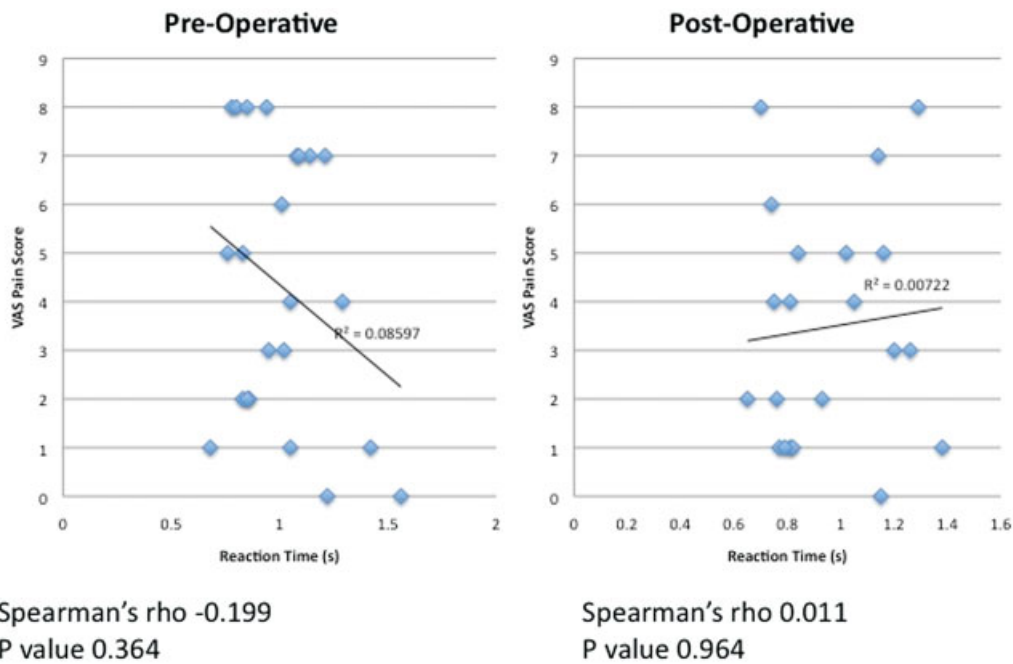 Pre-Operative
9
8
7
6
5
4
3
2
1
0
VAS Pain Score
R² = 0.08597
0 0.5 1 1.5 2
Reaction Time (s)
Spearman’s rho -0.199
P value 0.364
Post-Operative
9
8
7
6
5
4
3
2
1
0
VAS Pain Score
R² = 0.00722
0 0.2 0.4 0.6 0.8 1 1.2 1.4 1.6
Reaction Time (s)
Spearman’s rho 0.011
P value 0.964